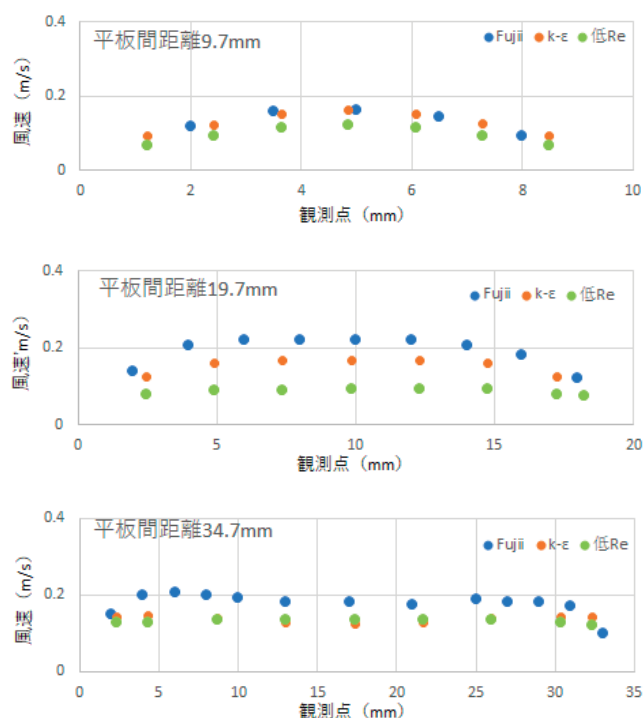 平板間距離9.7mm
Fujii k-ε 低Re
風速（m/s）
0.4
0.2
0
0 2 4 6 8 10
観測点（mm）
平板間距離19.7mm
Fujii k-ε 低Re
風速'm/s）
0.4
0.2
0
0 5 10 15 20
観測点（mm）
平板間距離34.7mm
Fujii k-ε 低Re
風速（m/s）
0.4
0.2
0
0 5 10 15 20 25 30 35
観測点（mm）